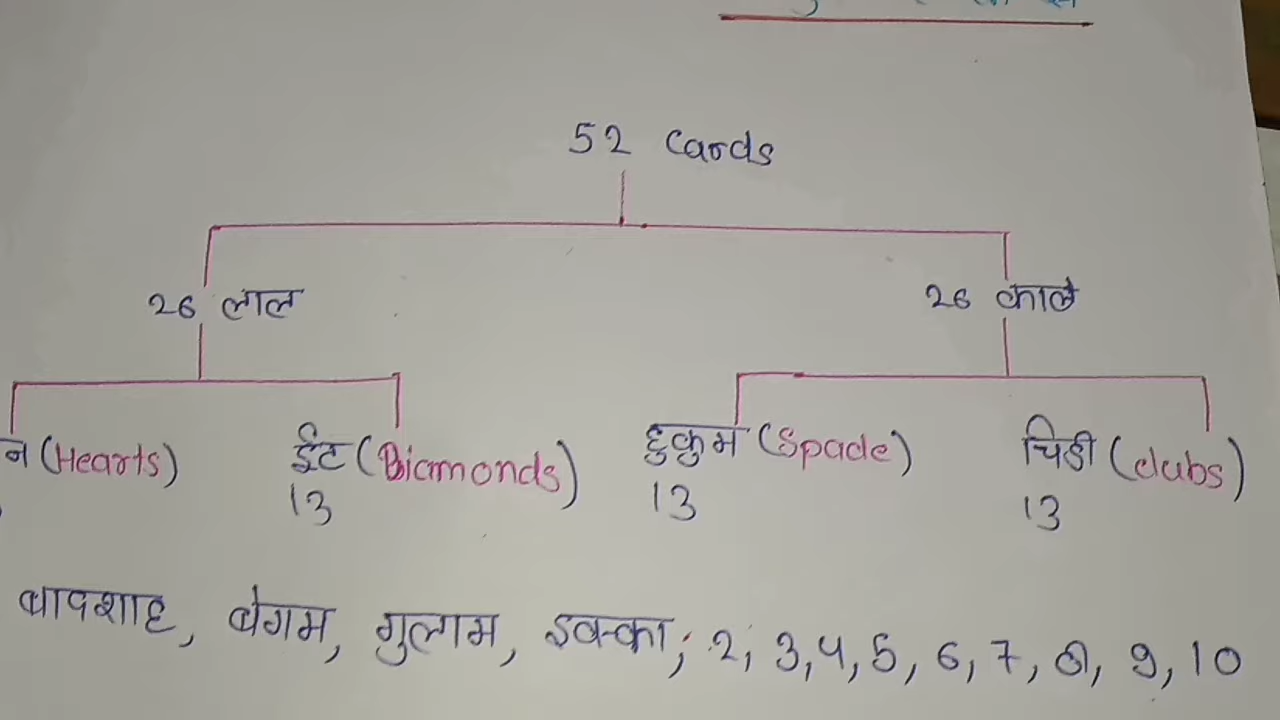 52 Cards
26 लाल 26 काले
न (Hearts) ईट (Diamonds) हुकुम (Spade) चिडी (clubs)
13 13 13
बादशाह, बेगम, गुलाम, इक्का, 2, 3, 4, 5, 6, 7, 8, 9, 10